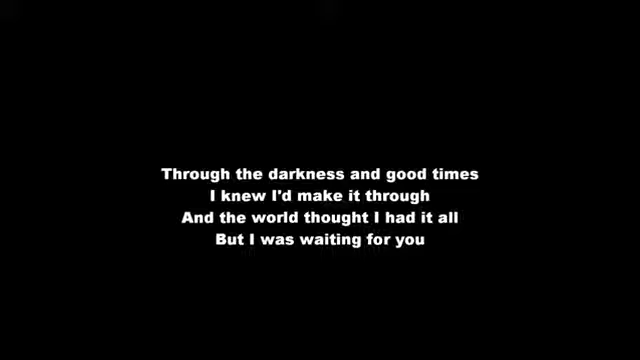 Through the darkness and good times
I knew I'd make it through
And the world thought I had it all
But I was waiting for you